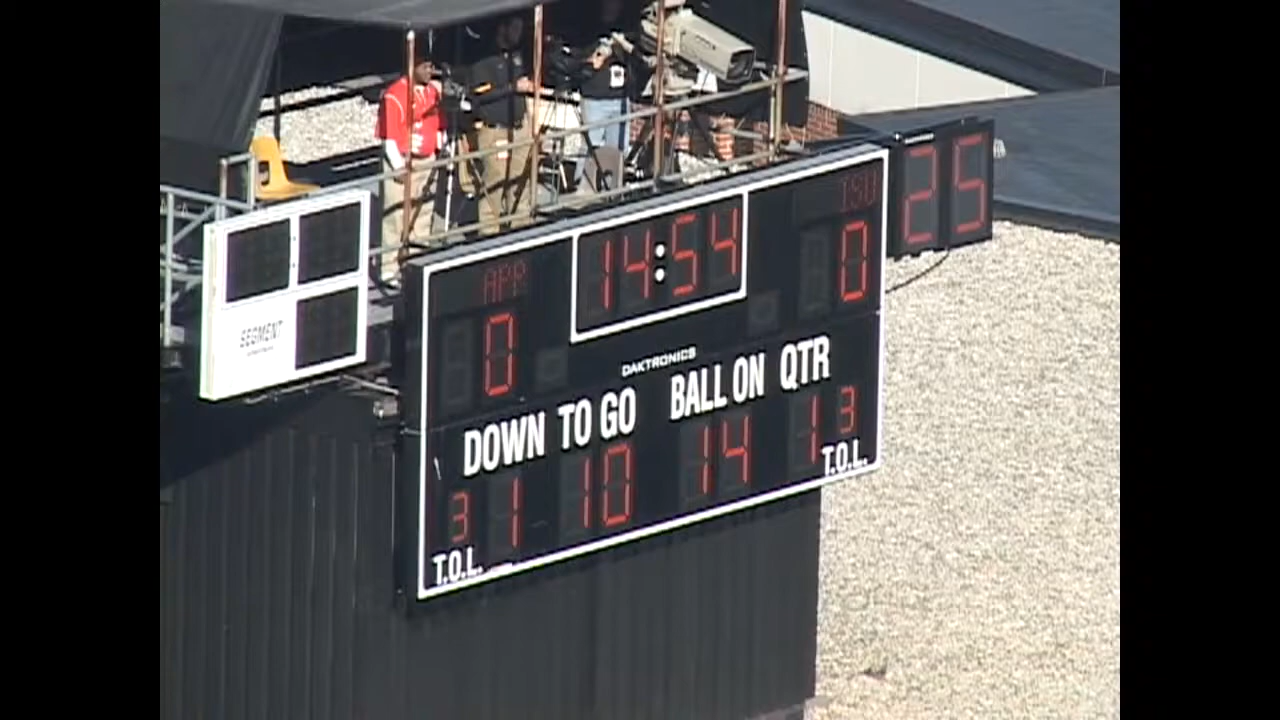 25
14:54
APP ISU
0 0
SEGMENT
DAKTRONICS
DOWN TO GO BALL ON QTR
3 1 10 14 1 3
T.O.L. T.O.L.